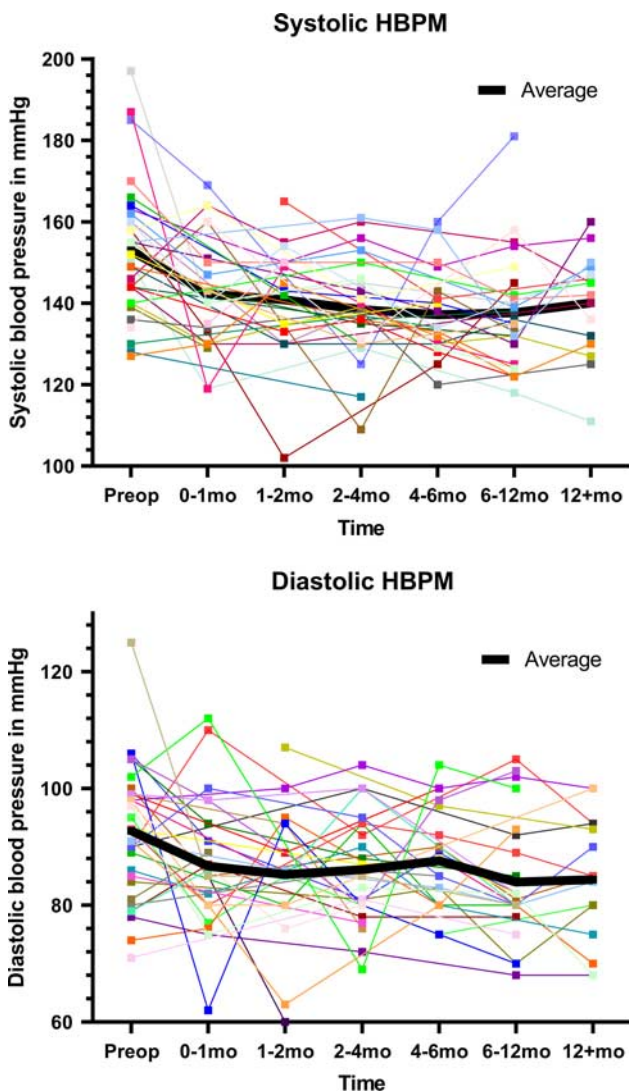 Systolic HBPM
Systolic blood pressure in mmHg
200
180
160
140
120
100
Average
Preop 0-1mo 1-2mo 2-4mo 4-6mo 6-12mo 12+mo
Time
Diastolic HBPM
Diastolic blood pressure in mmHg
120
100
80
60
Average
Preop 0-1mo 1-2mo 2-4mo 4-6mo 6-12mo 12+mo
Time